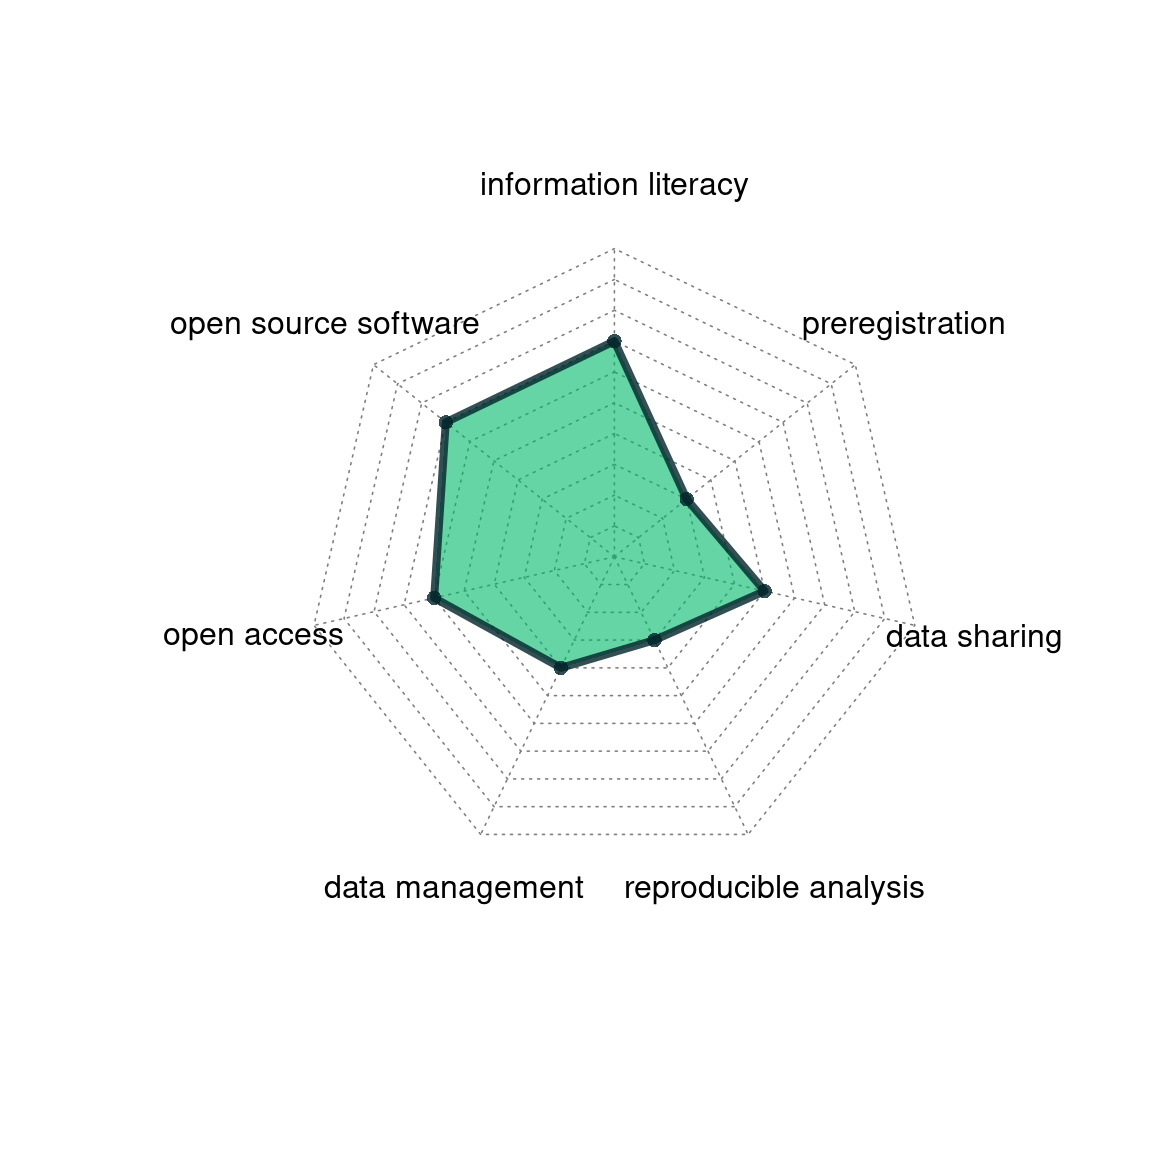 information literacy
open source software
preregistration
open access
data sharing
data management
reproducible analysis